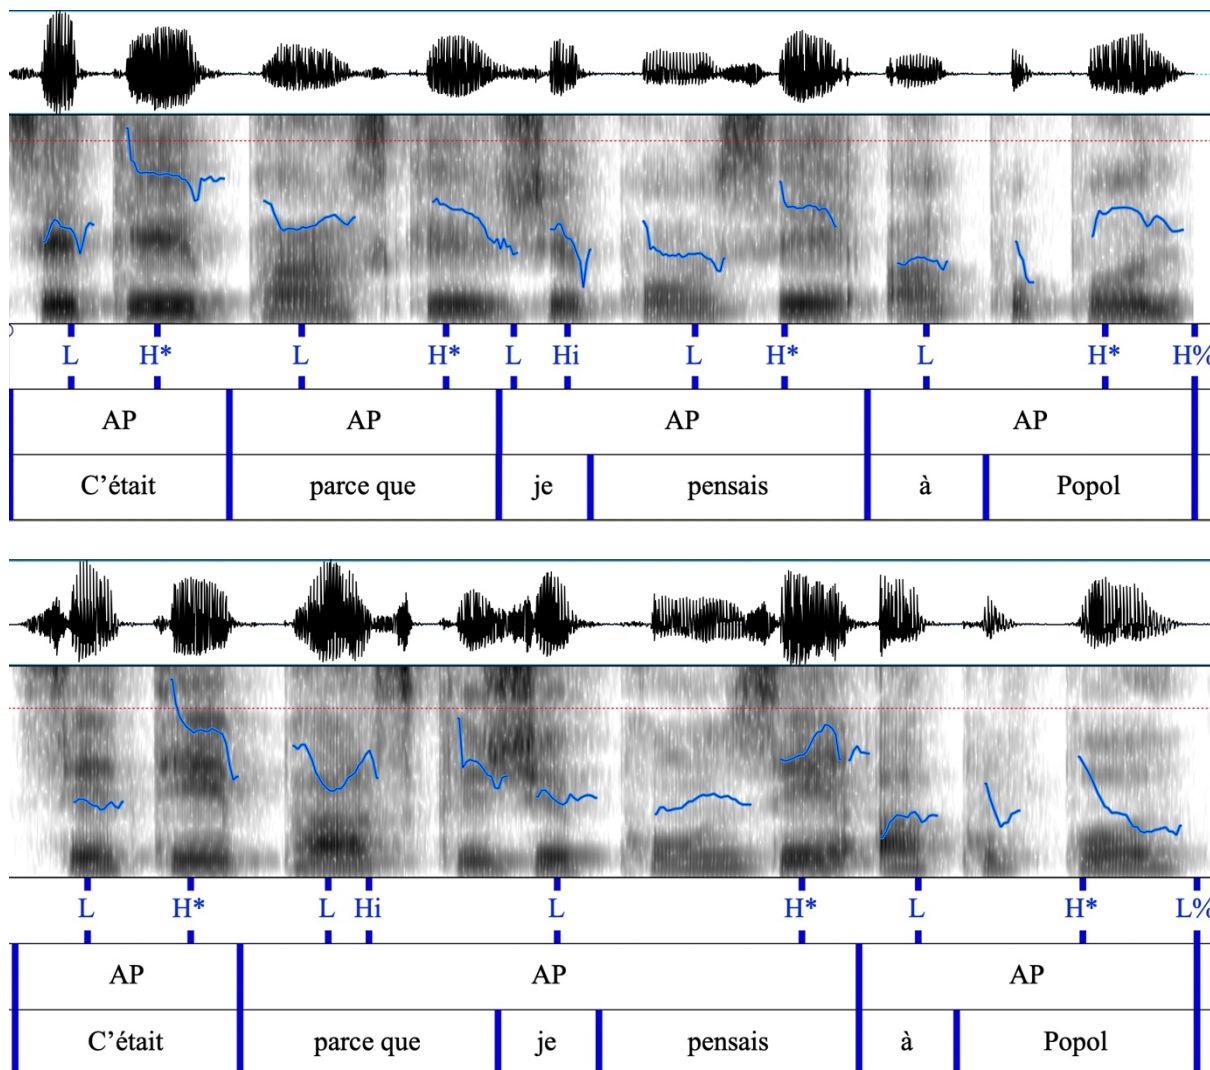 L H* L H* L Hi L H* L H* H%
AP AP AP AP
C’était parce que je pensais à Popol
L H* L Hi L H* L H* L%
AP AP AP
C’était parce que je pensais à Popol